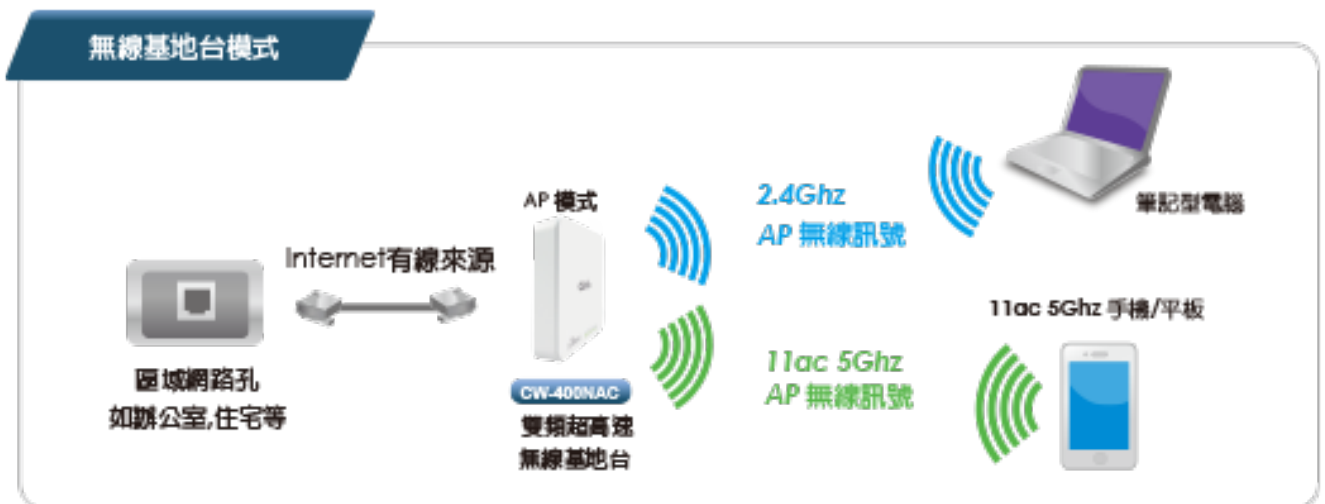 無線基地台模式
AP 模式
Internet有線來源
區域網路孔
如辦公室,住宅等
CW-400NAC
雙頻超高速
無線基地台
2.4Ghz
AP 無線訊號
11ac 5Ghz
AP 無線訊號
筆記型電腦
11ac 5Ghz 手機/平板